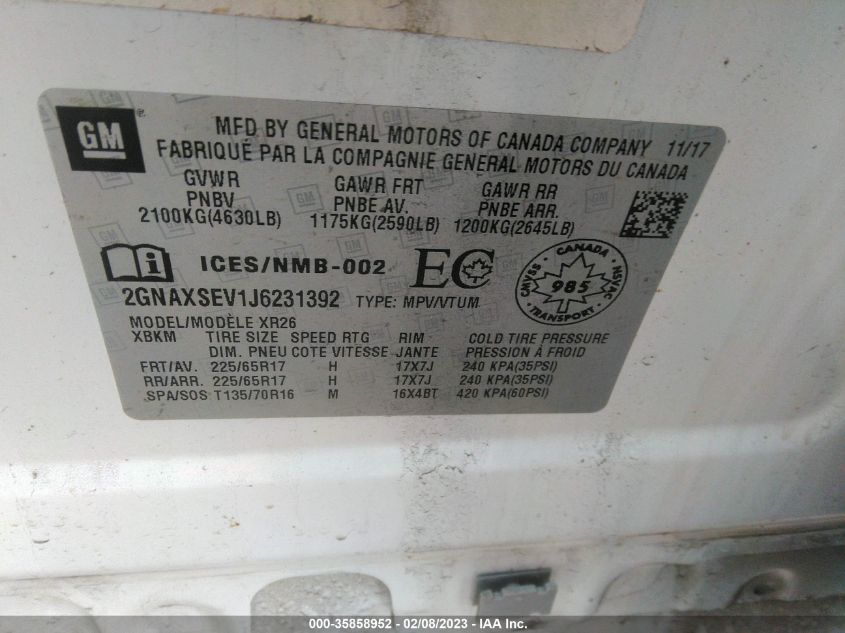 GM ®
MFD BY GENERAL MOTORS OF CANADA COMPANY 11/17
FABRIQUÉ PAR LA COMPAGNIE GENERAL MOTORS DU CANADA
GVWR GAWR FRT GAWR RR
PNBV PNBE AV. PNBE ARR.
2100KG(4630LB) 1175KG(2590LB) 1200KG(2645LB)
i ICES/NMB-002 EC
CANADA CMVSS NSVAC 985 TRANSPORT
2GNAXSEV1J6231392 TYPE: MPV/VTUM
MODEL/MODÈLE XR26
XBKM TIRE SIZE SPEED RTG RIM COLD TIRE PRESSURE
DIM. PNEU COTE VITESSE JANTE PRESSION À FROID
FRT/AV. 225/65R17 H 17X7J 240 KPA(35PSI)
RR/ARR. 225/65R17 H 17X7J 240 KPA(35PSI)
SPA/SOS T135/70R16 M 16X4BT 420 KPA(60PSI)
000-35858952 — 02/08/2023 — IAA Inc.